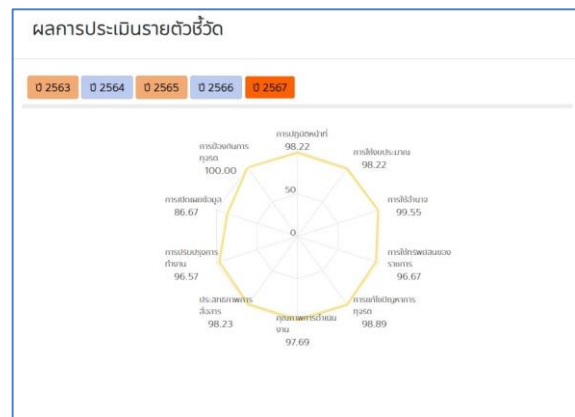 ผลการประเมินรายตัวชี้วัด
ปี 2563 ปี 2564 ปี 2565 ปี 2566 ปี 2567
การปฏิบัติหน้าที่
98.22
การใช้งบประมาณ
98.22
การใช้อำนาจ
99.55
การใช้ทรัพย์สินของ
ราชการ
96.67
การแก้ไขปัญหาการ
ทุจริต
98.89
คุณภาพการดำเนิน
งาน
97.69
ประสิทธิภาพการ
สื่อสาร
98.23
การปรับปรุงการ
ทำงาน
96.57
การเปิดเผยข้อมูล
86.67
การป้องกันการ
ทุจริต
100.00
50
0